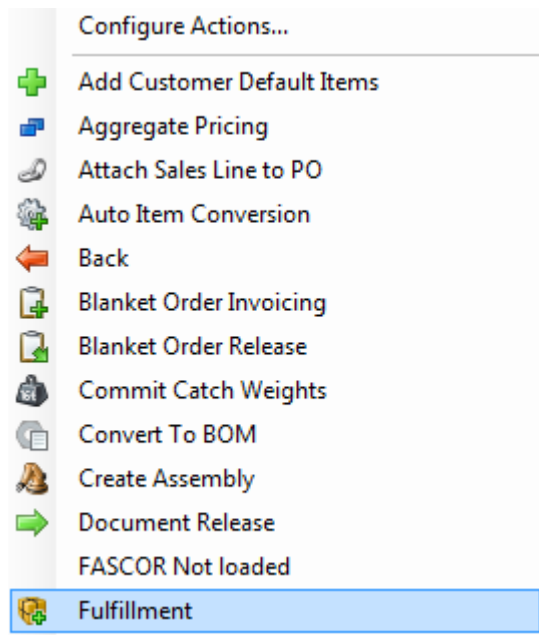 Configure Actions...
Add Customer Default Items
Aggregate Pricing
Attach Sales Line to PO
Auto Item Conversion
Back
Blanket Order Invoicing
Blanket Order Release
Commit Catch Weights
Convert To BOM
Create Assembly
Document Release
FASCOR Not loaded
Fulfillment